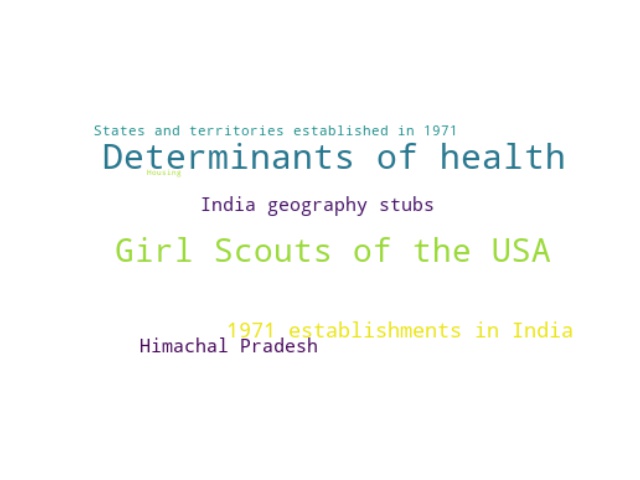 States and territories established in 1971
Determinants of health
Housing
India geography stubs
Girl Scouts of the USA
1971 establishments in India
Himachal Pradesh